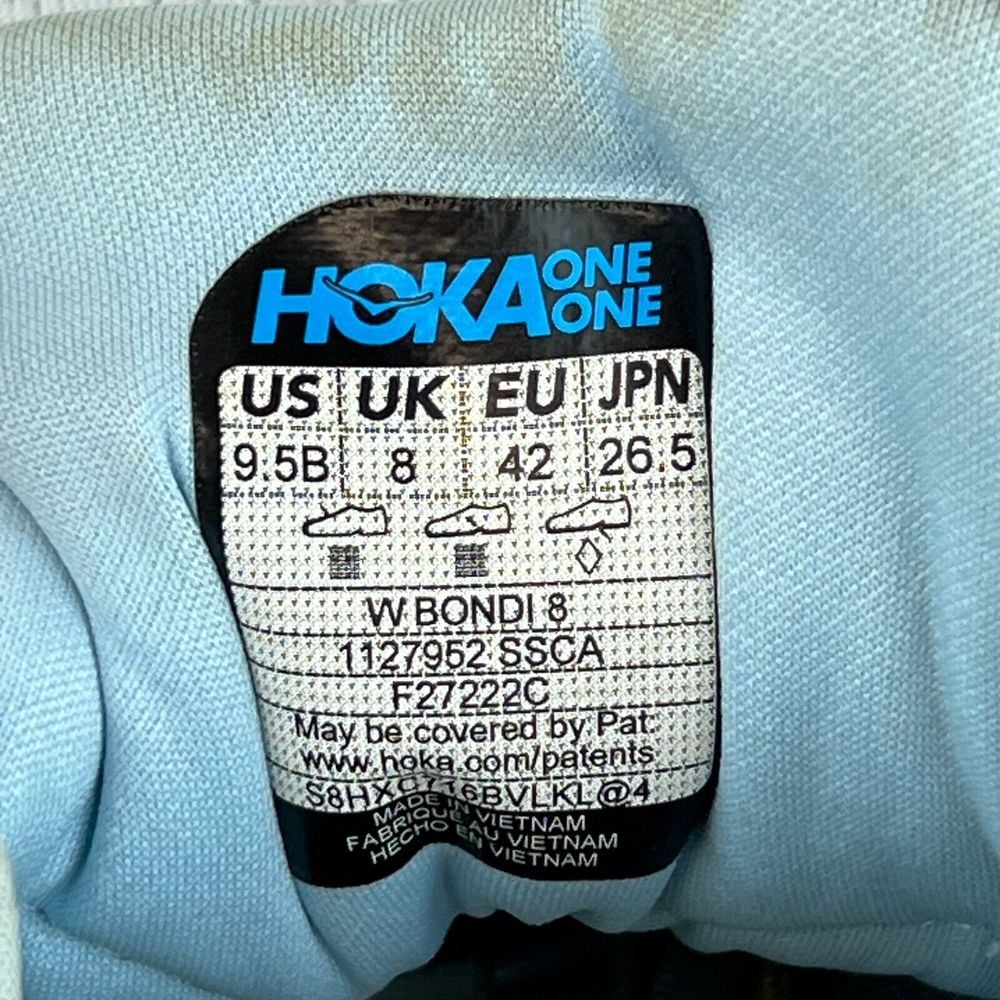 HOKA ONE ONE
US UK EU JPN
9.5B 8 42 26.5
W BONDI 8
1127952 SSCA
F27222C
May be covered by Pat.
www.hoka.com/patents
MADE IN VIETNAM
FABRIQUE AU VIETNAM
HECHO EN VIETNAM